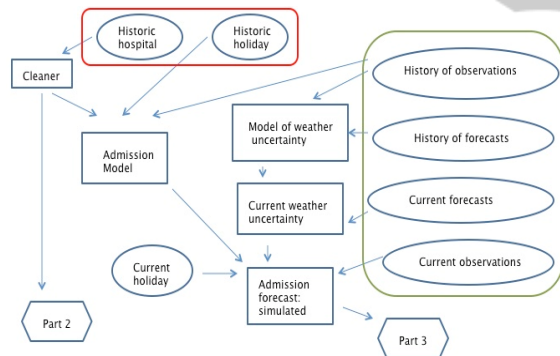 Historic
hospital
Historic
holiday
Cleaner
History of observations
Model of weather
uncertainty
History of forecasts
Admission
Model
Current weather
uncertainty
Current forecasts
Current
holiday
Current observations
Admission
forecast:
simulated
Part 2
Part 3